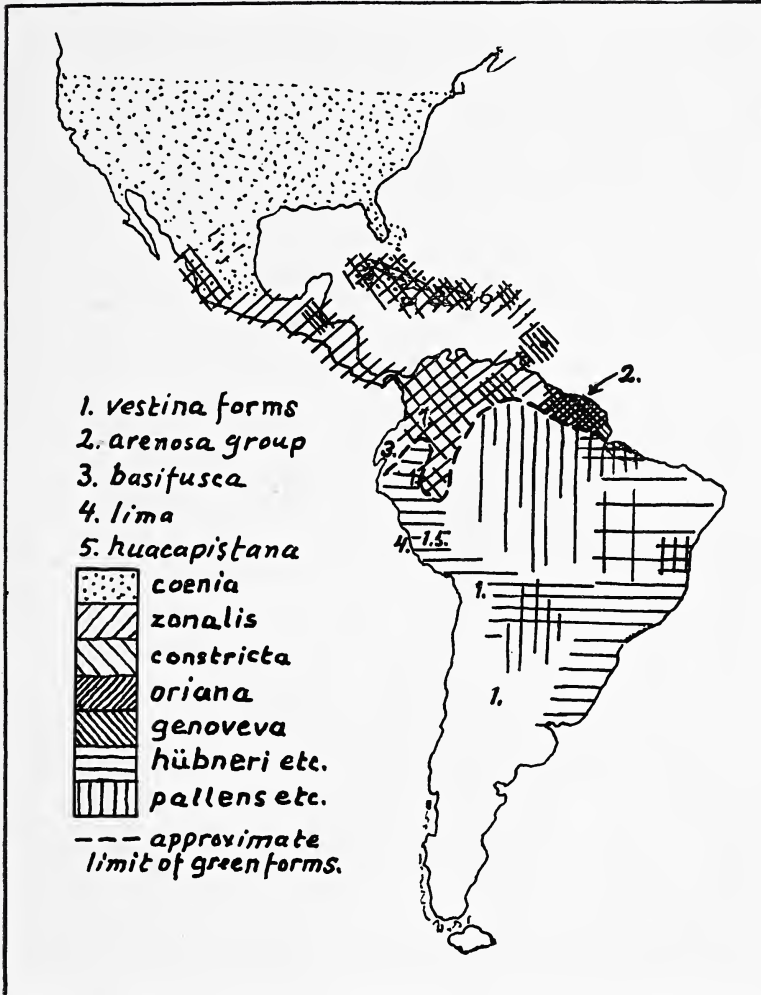 1. vestina forms
2. arenosa group
3. basifusca
4. lima
5. huacapistana
coenia
zonalis
constricta
oriana
genoveva
hübneri etc.
pallens etc.
---- approximate
limit of green forms.
6
2.
1.
3.
4.
1.5.
1.
1.